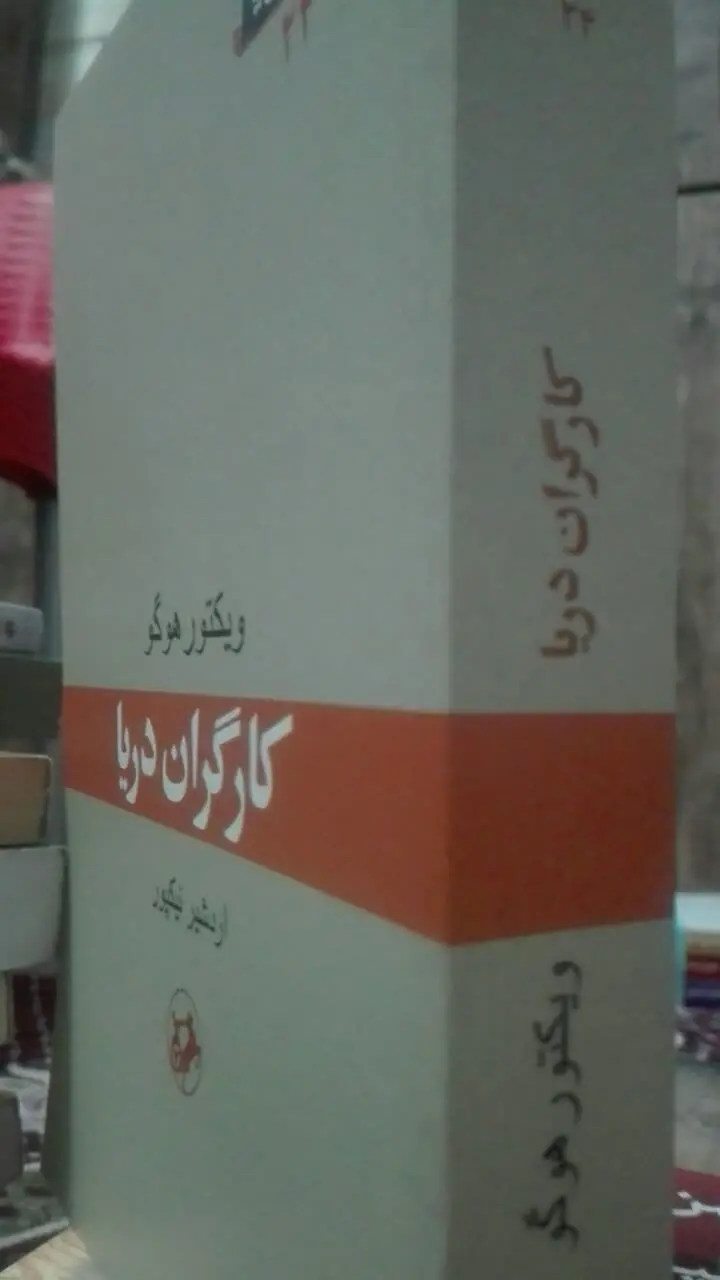 ویکتور هوگو
کارگران دریا
اردشیر نیکپور
کارگران دریا
ویکتور هوگو